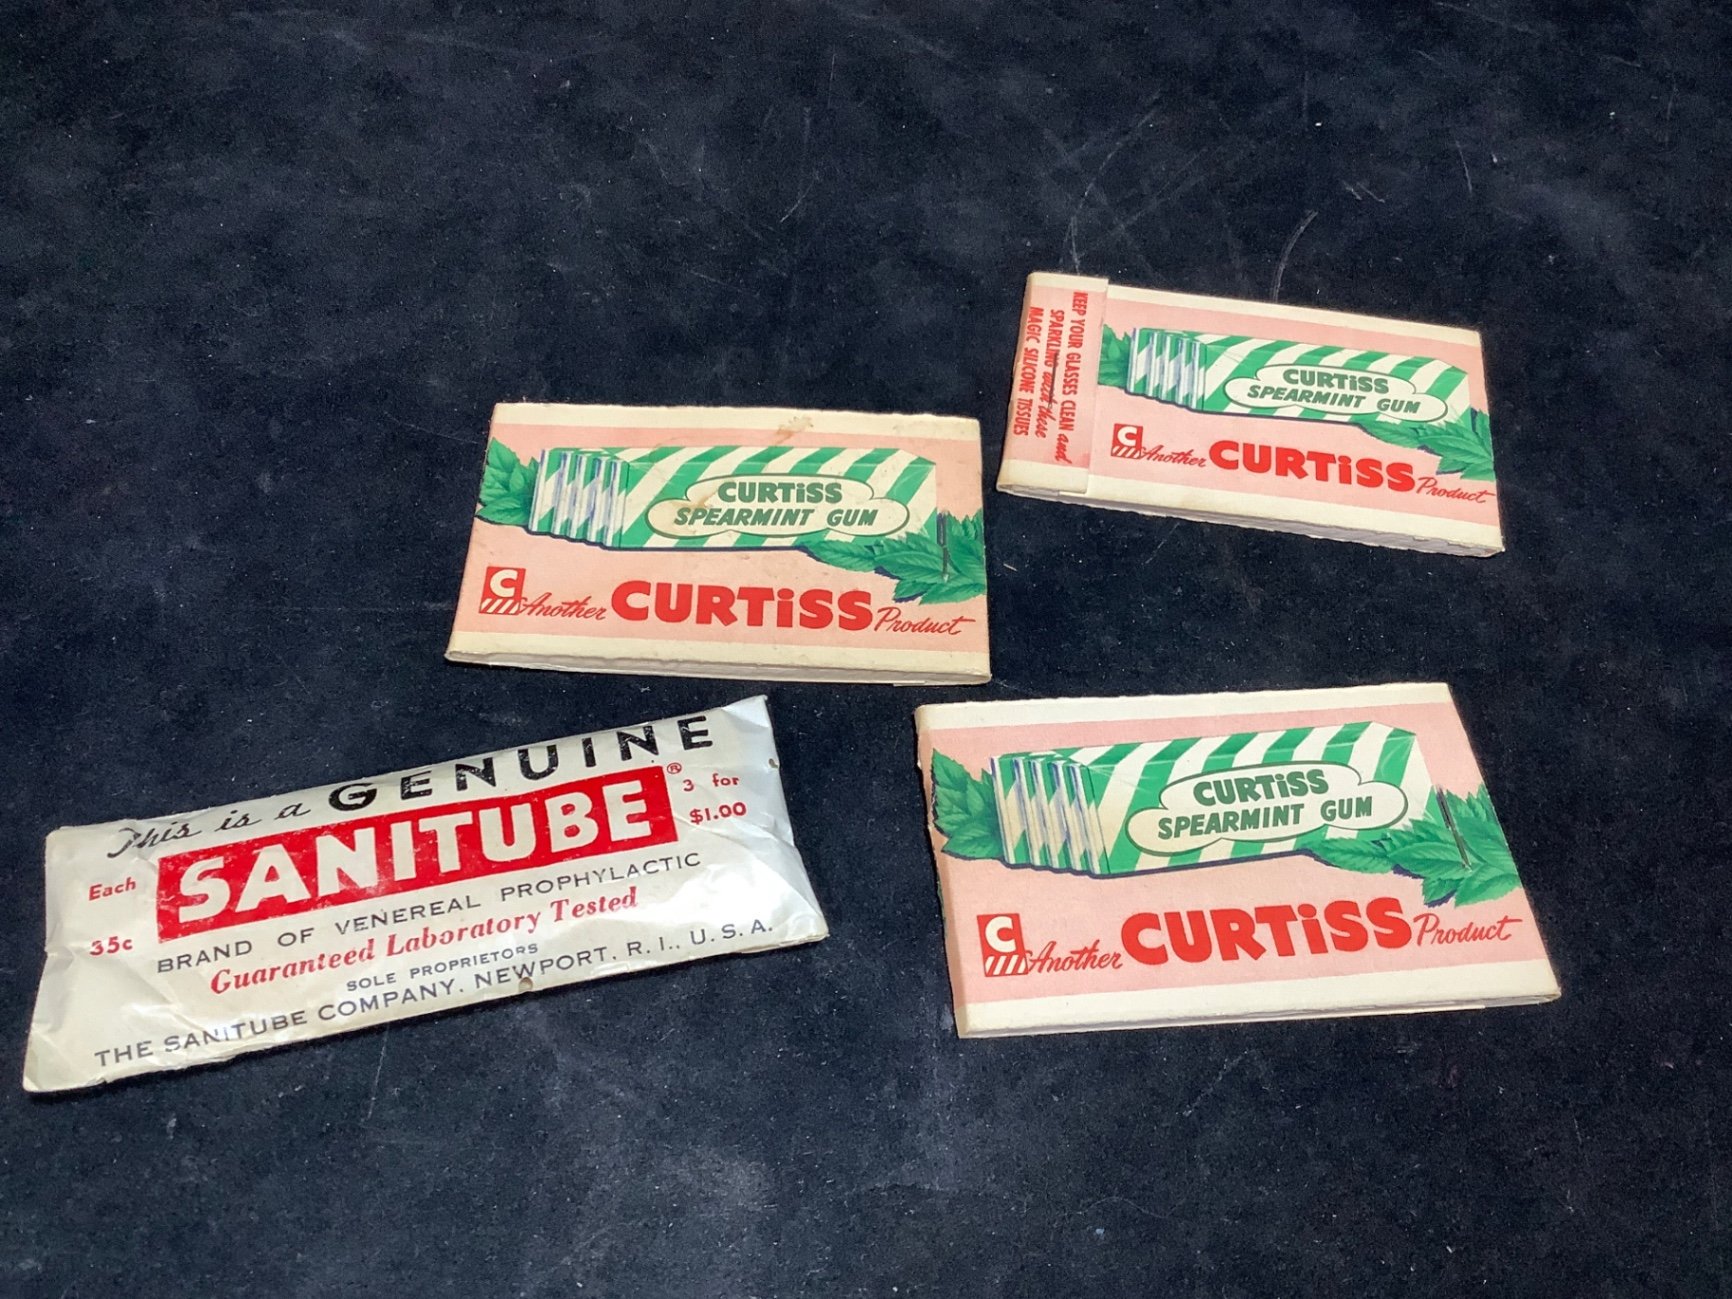 KEEP YOUR GLASSES CLEAN and
SPARKLING with these
MAGIC SILICONE TISSUES
CURTiSS
SPEARMINT GUM
C
Another CURTiSS Product
CURTiSS
SPEARMINT GUM
C
Another CURTiSS Product
This is a GENUINE
SANITUBE®
Each
35c
3 for
$1.00
BRAND OF VENEREAL PROPHYLACTIC
Guaranteed Laboratory Tested
SOLE PROPRIETORS
THE SANITUBE COMPANY, NEWPORT, R. I., U. S. A.
CURTiSS
SPEARMINT GUM
C
Another CURTiSS Product